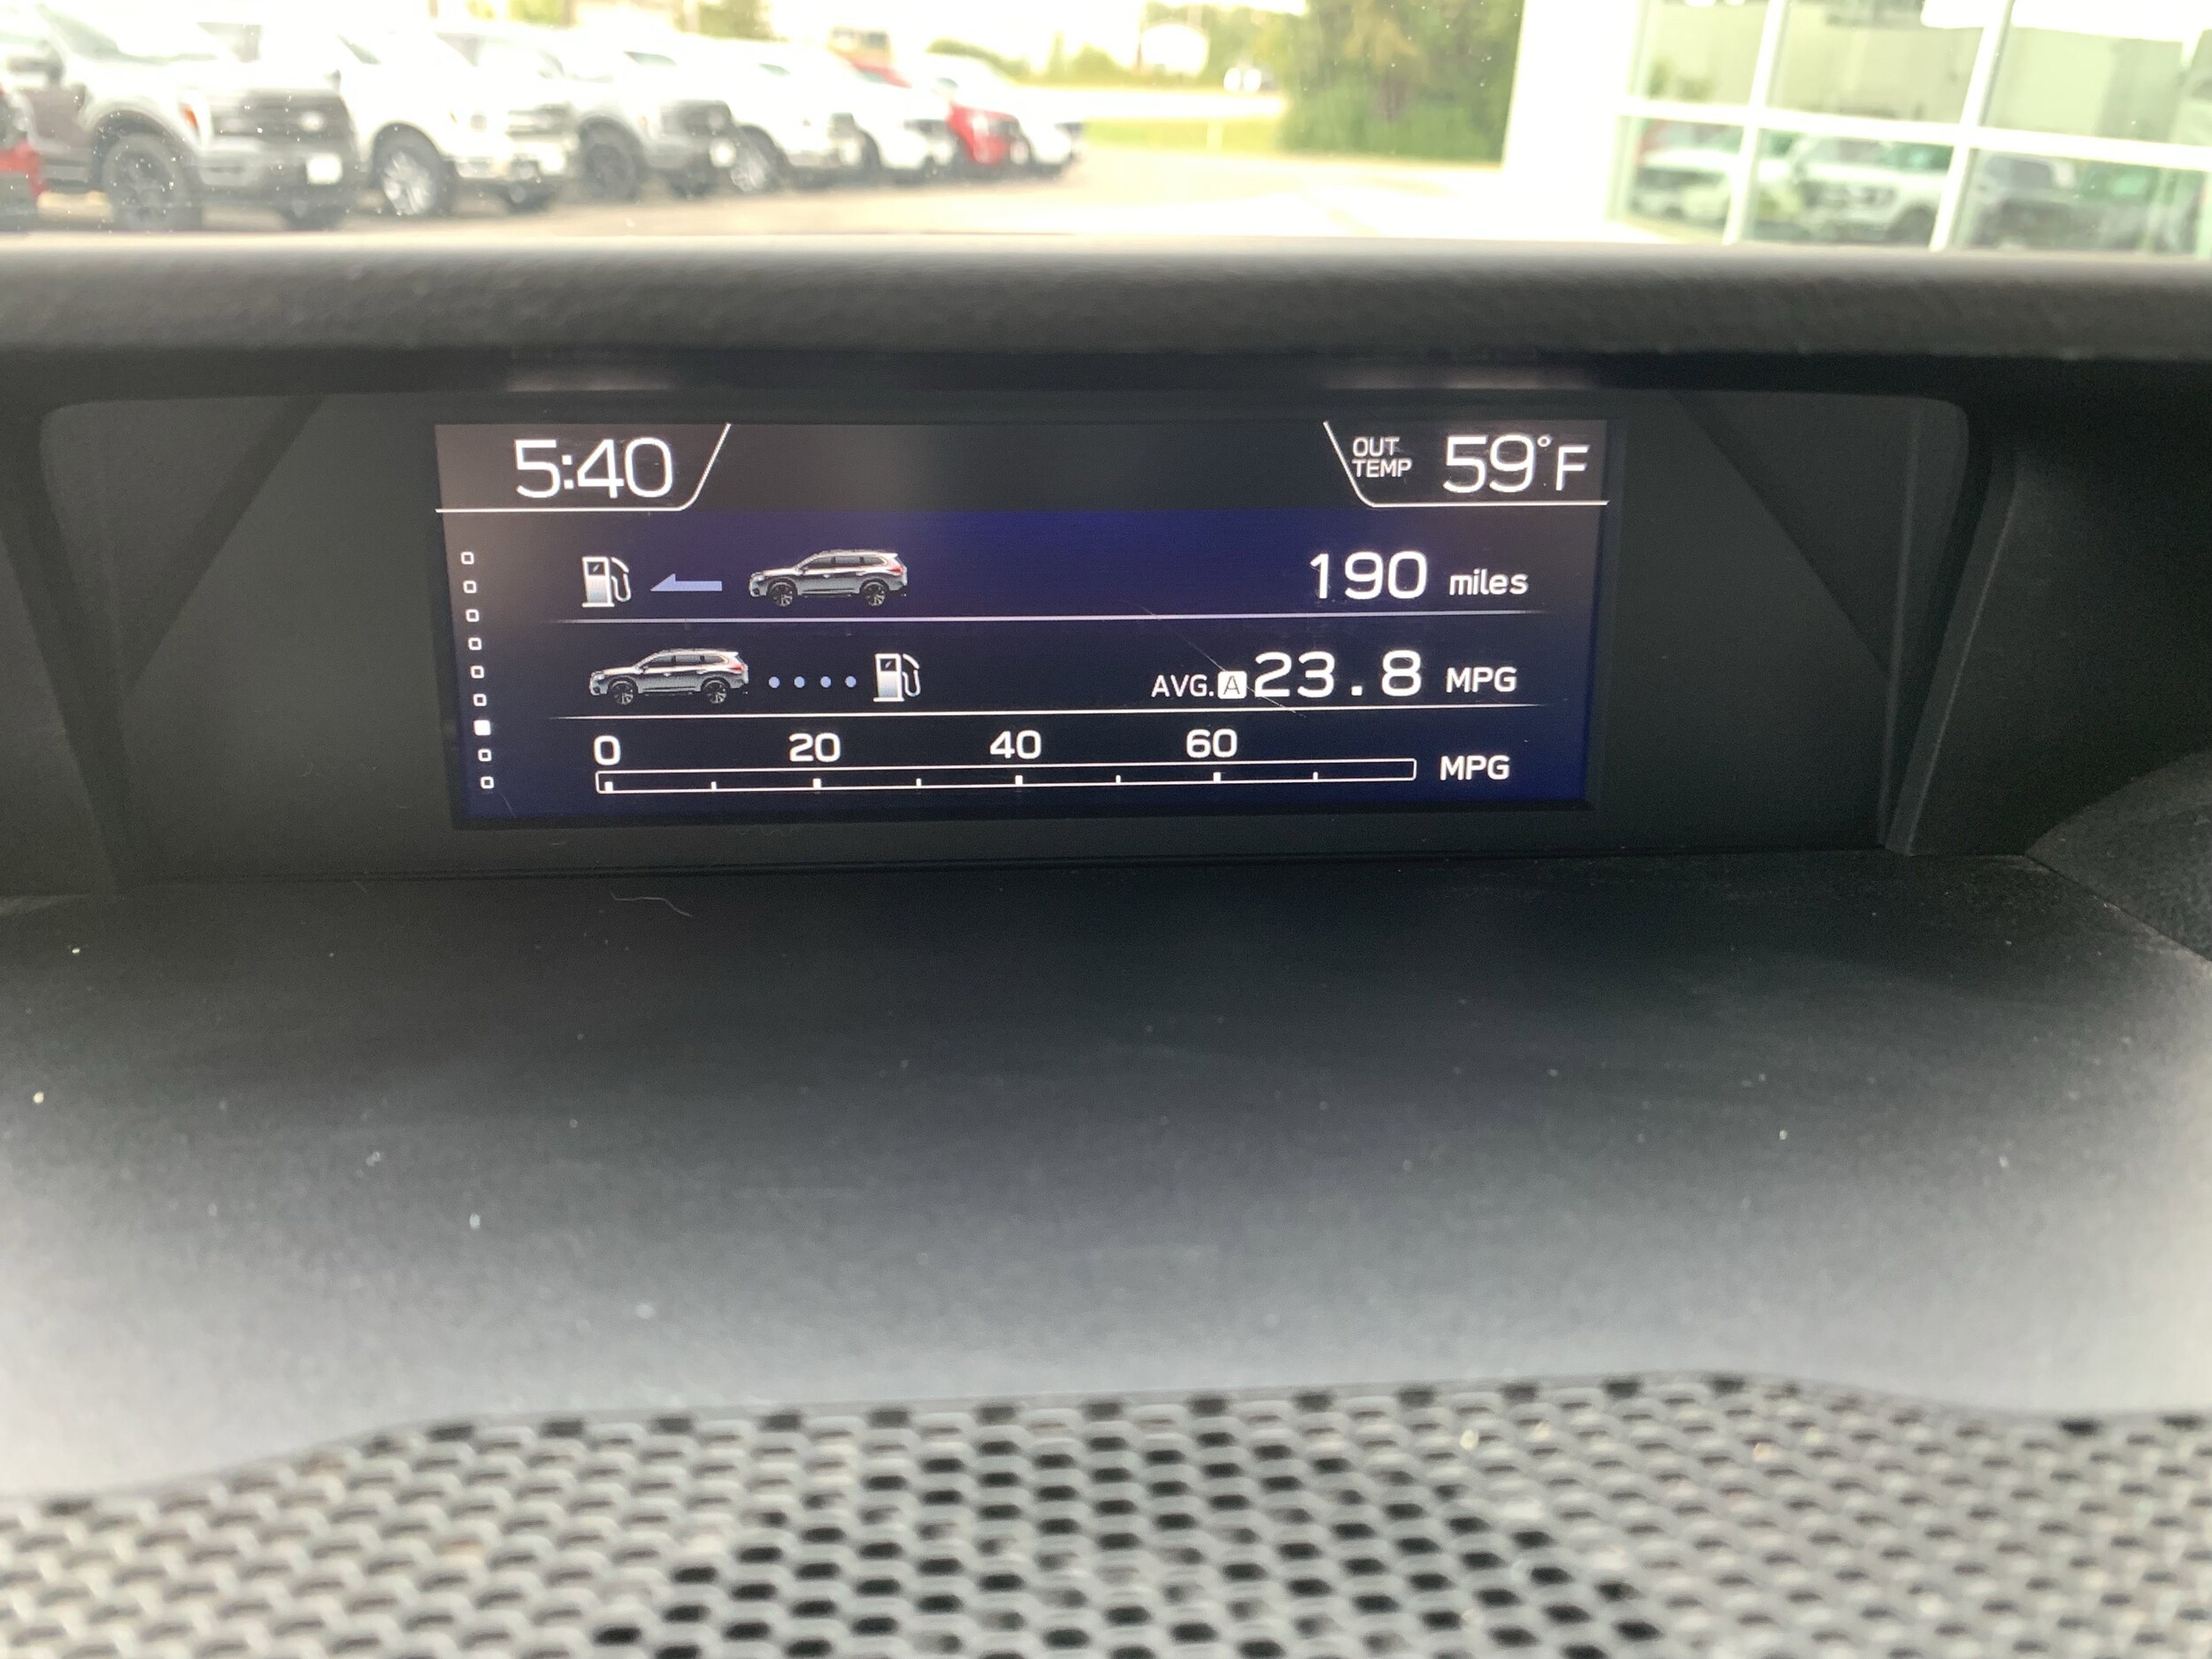 5:40
OUT TEMP 59°F
190 miles
AVG. A 23.8 MPG
0 20 40 60
MPG